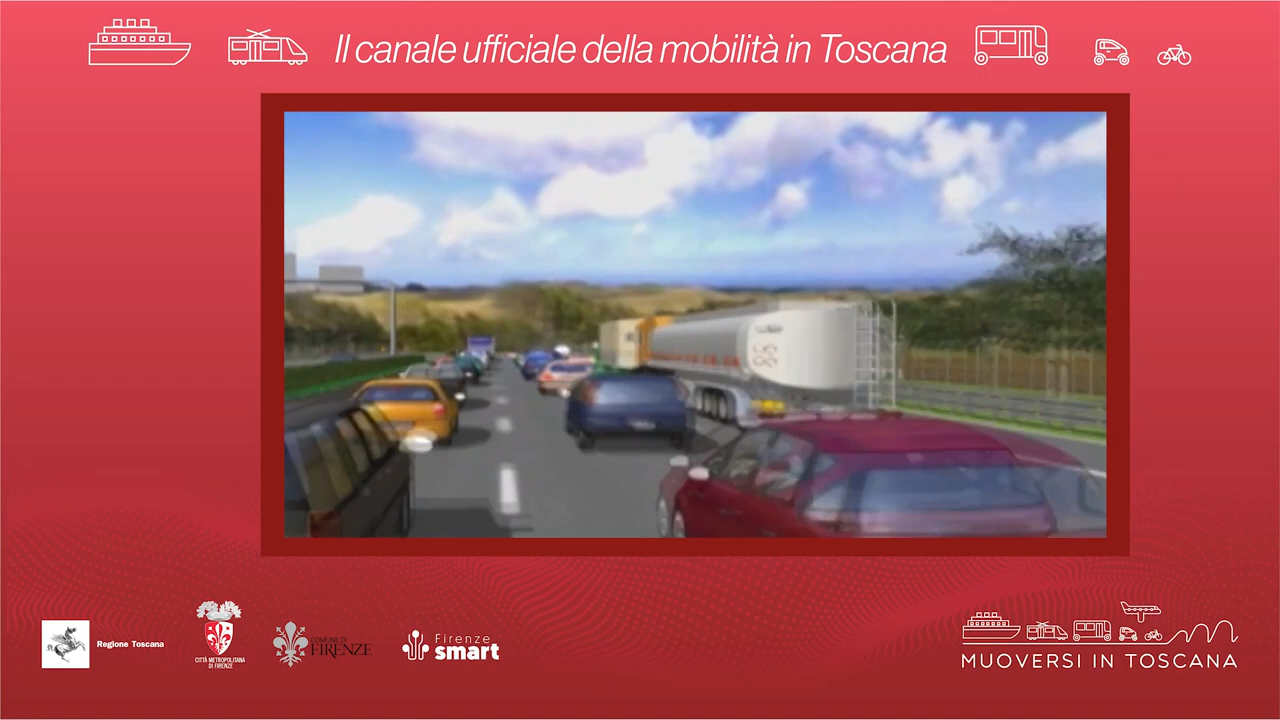 Il canale ufficiale della mobilità in Toscana
Regione Toscana
CITTÀ METROPOLITANA
DI FIRENZE
COMUNE DI
FIRENZE
Firenze
smart
MUOVERSI IN TOSCANA